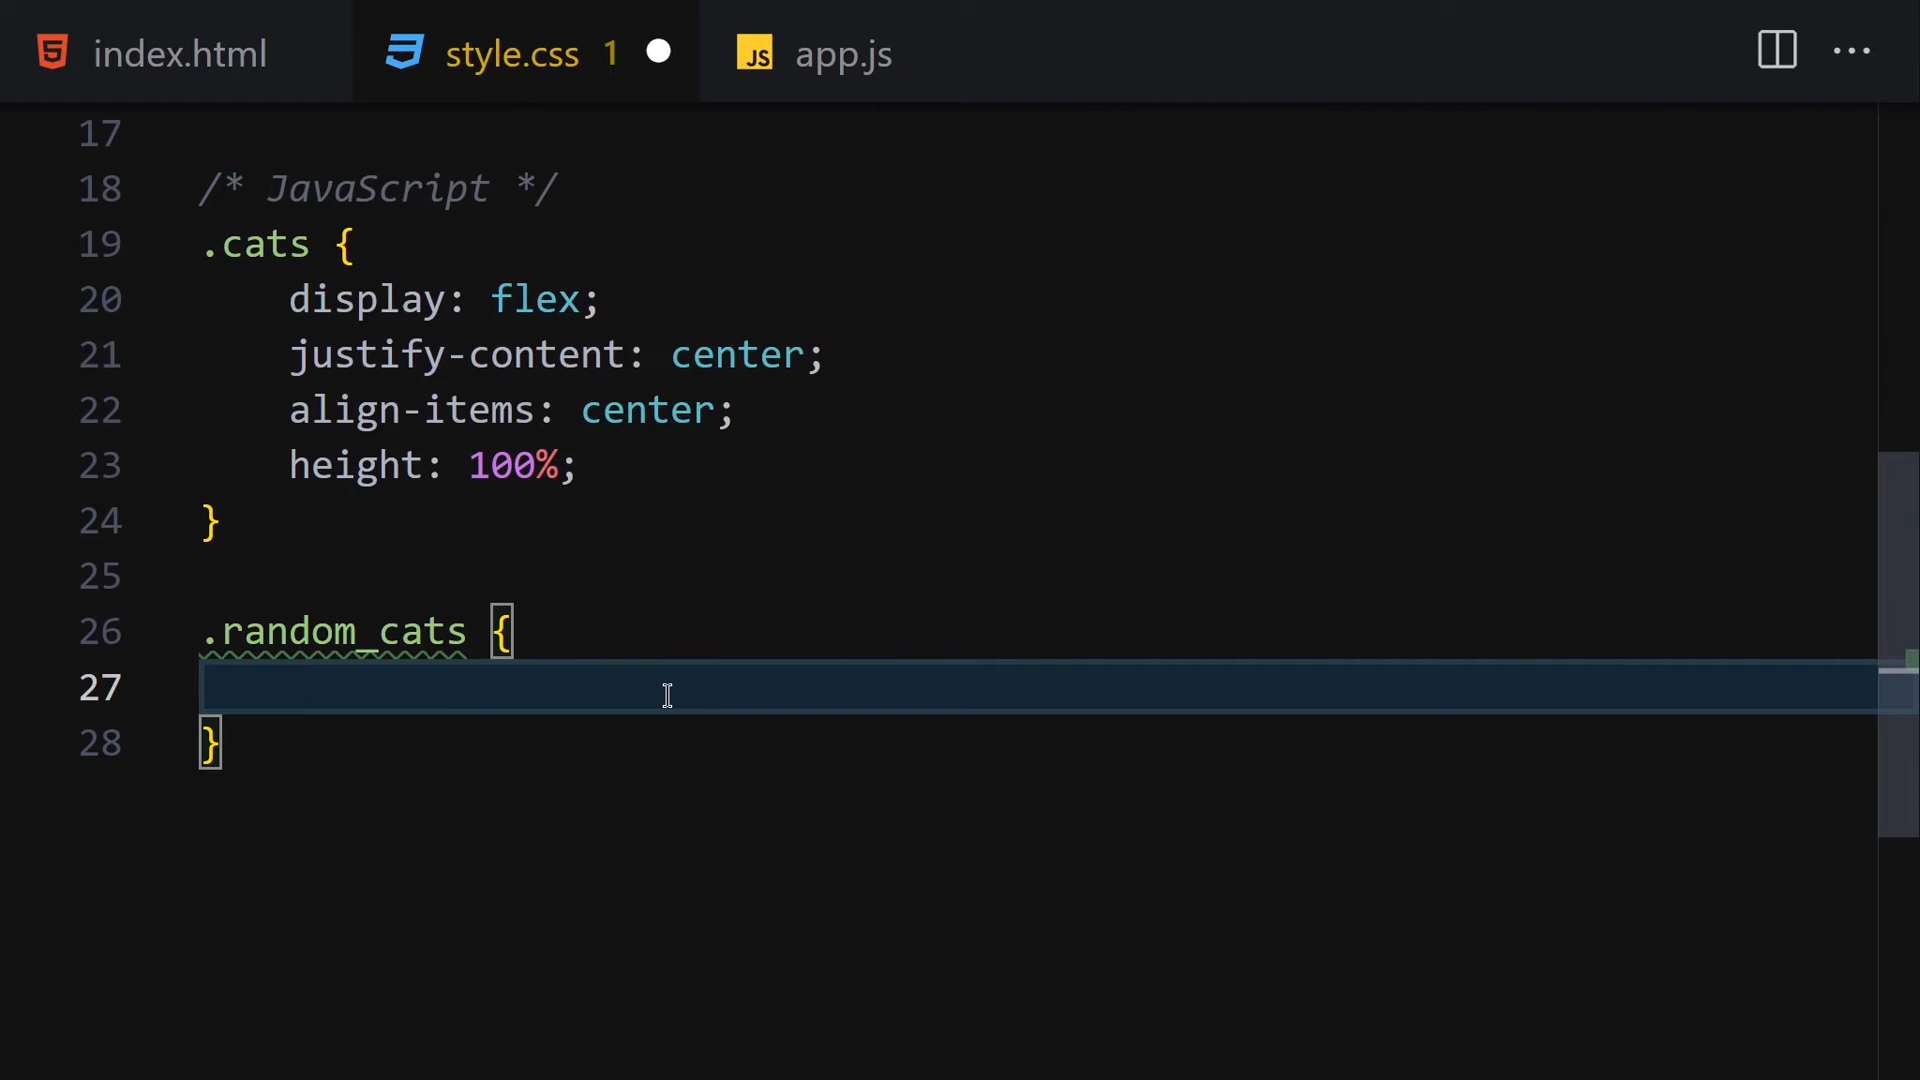 index.html
style.css 1
JS app.js
17
18 /* JavaScript */
19 .cats {
20     display: flex;
21     justify-content: center;
22     align-items: center;
23     height: 100%;
24 }
25
26 .random_cats {
27
28 }